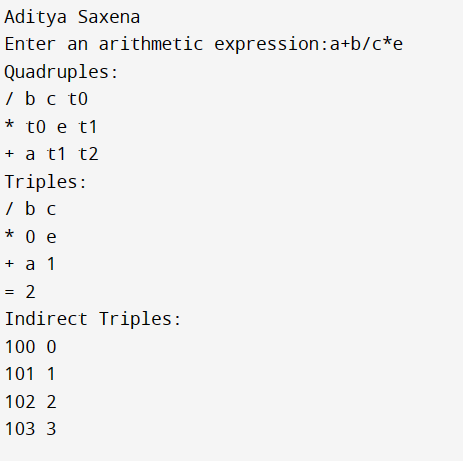 Aditya Saxena
Enter an arithmetic expression:a+b/c*e
Quadruples:
/ b c t0
* t0 e t1
+ a t1 t2
Triples:
/ b c
* 0 e
+ a 1
= 2
Indirect Triples:
100 0
101 1
102 2
103 3